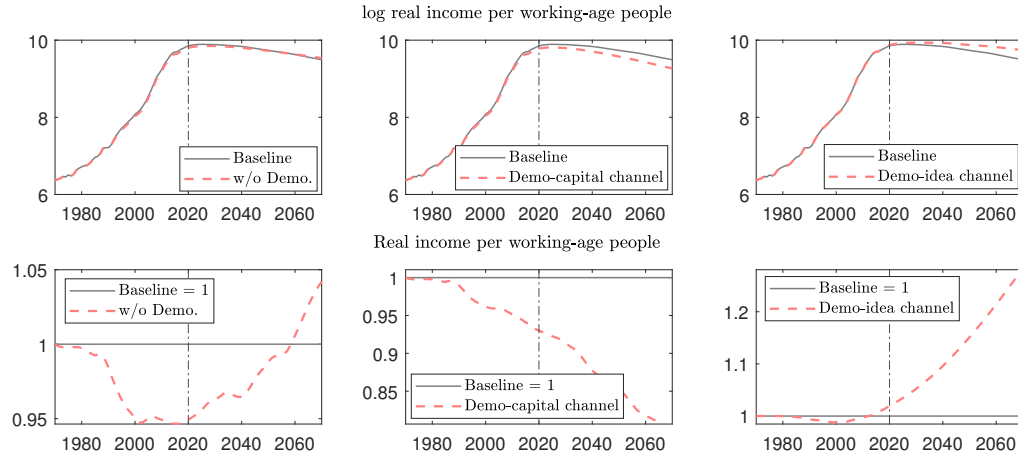 log real income per working-age people
10
8
6
1980 2000 2020 2040 2060
Baseline
w/o Demo.
10
8
6
1980 2000 2020 2040 2060
Baseline
Demo-capital channel
10
8
6
1980 2000 2020 2040 2060
Baseline
Demo-idea channel
Real income per working-age people
1.05
1
0.95
1980 2000 2020 2040 2060
Baseline = 1
w/o Demo.
1
0.95
0.9
0.85
1980 2000 2020 2040 2060
Baseline = 1
Demo-capital channel
1.2
1.1
1
1980 2000 2020 2040 2060
Baseline = 1
Demo-idea channel